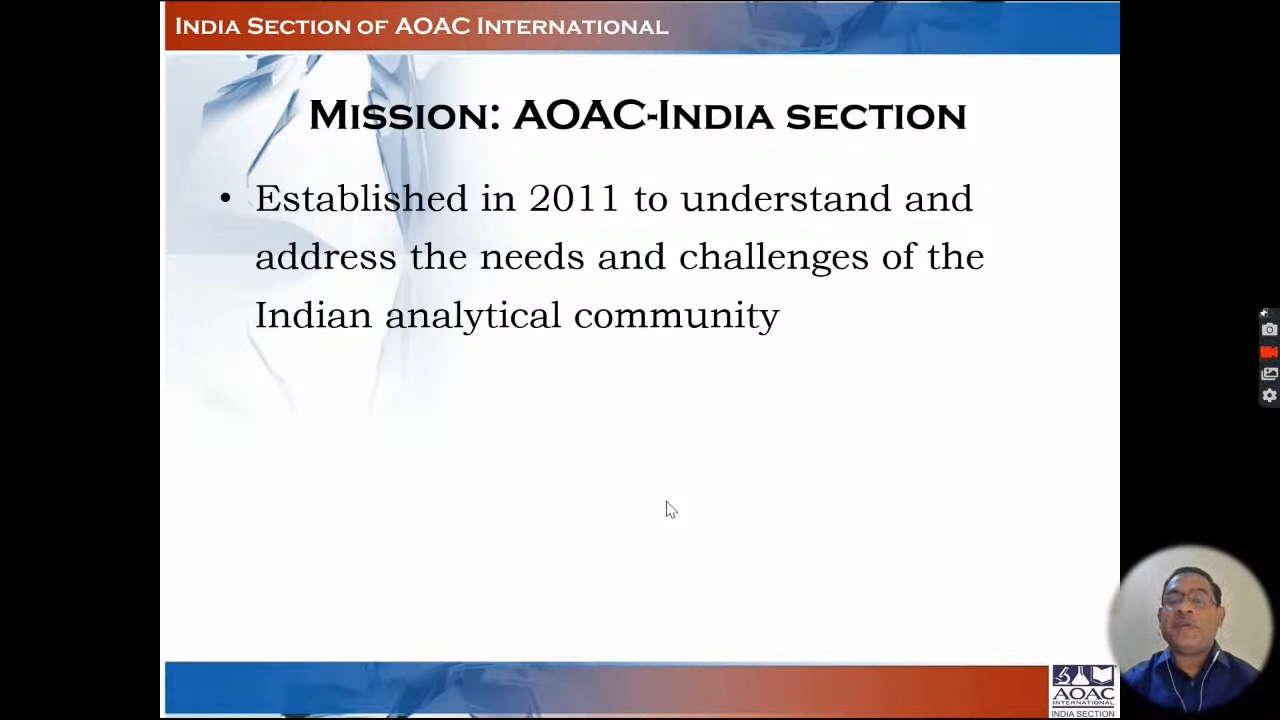 INDIA SECTION OF AOAC INTERNATIONAL
MISSION: AOAC-INDIA SECTION
• Established in 2011 to understand and
address the needs and challenges of the
Indian analytical community
AOAC
INTERNATIONAL
INDIA SECTION